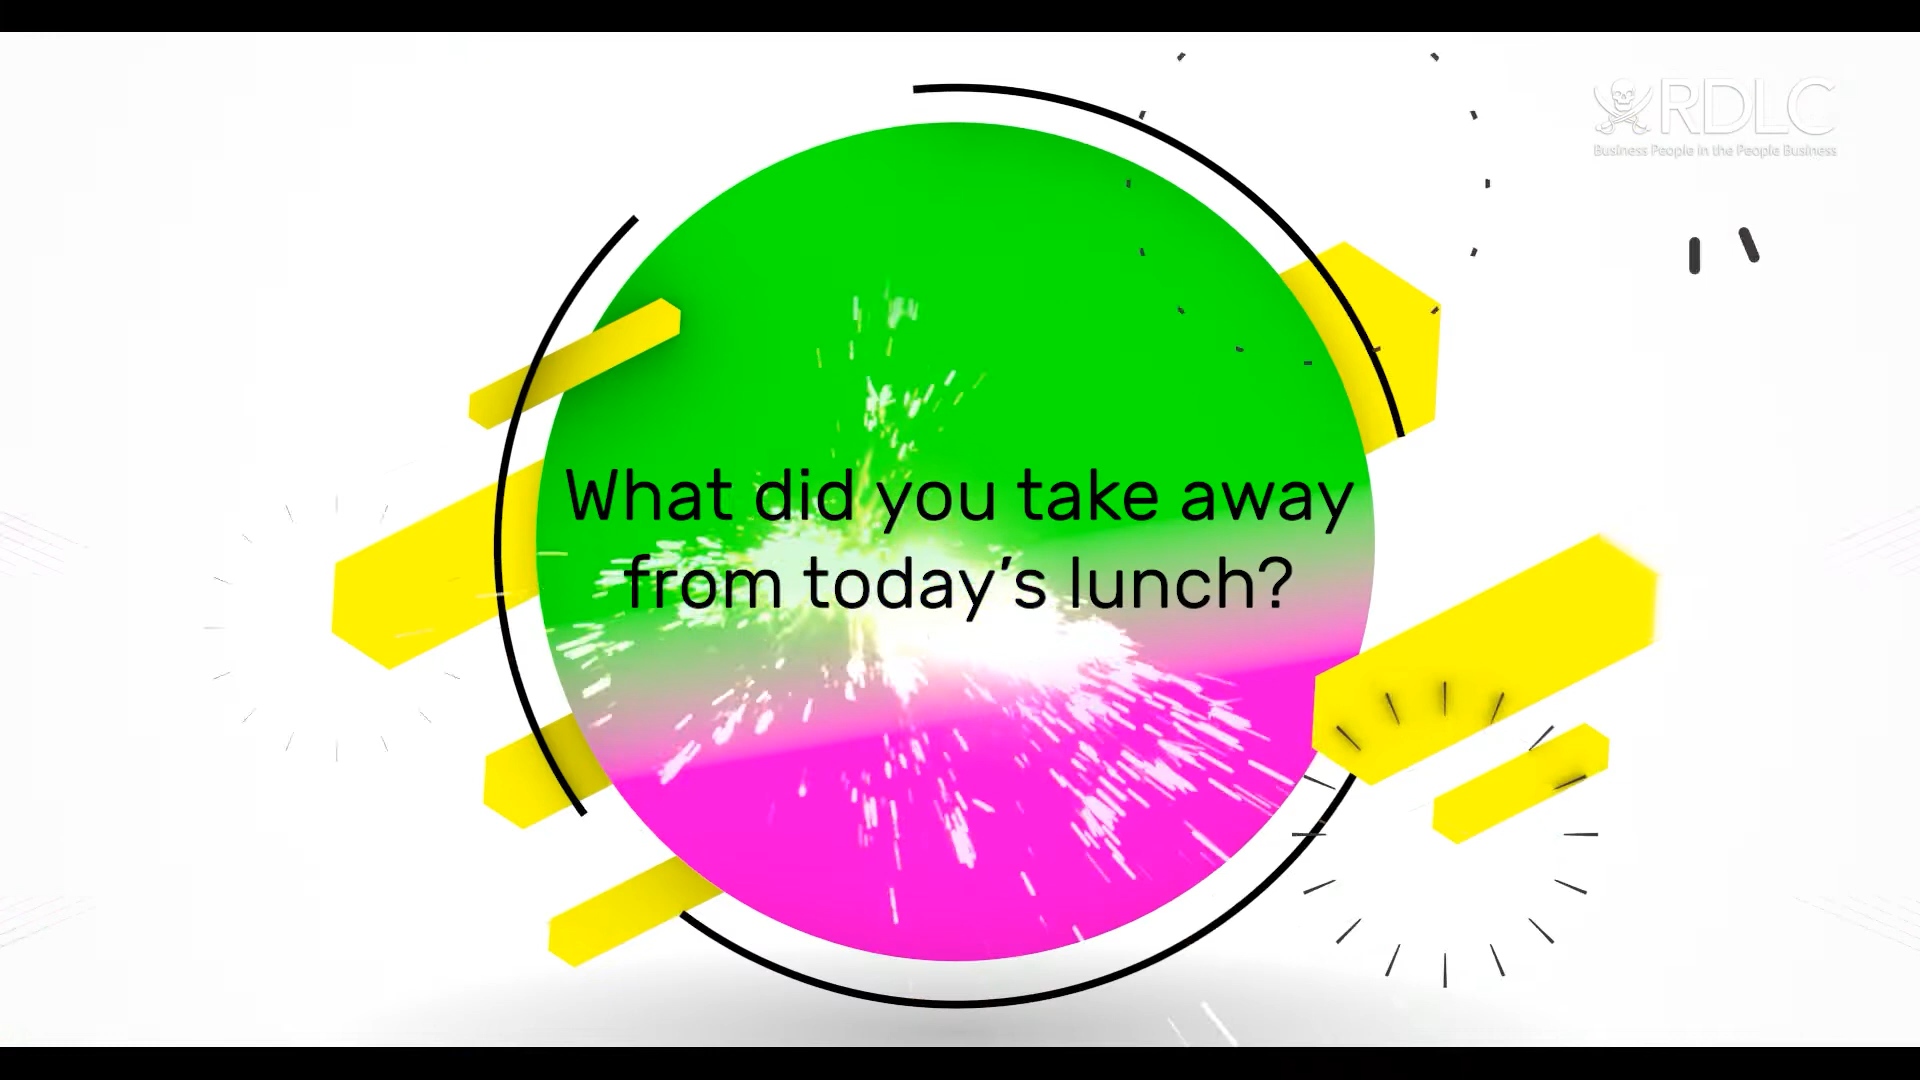 RDLC
Business People in the People Business
What did you take away
from today's lunch?